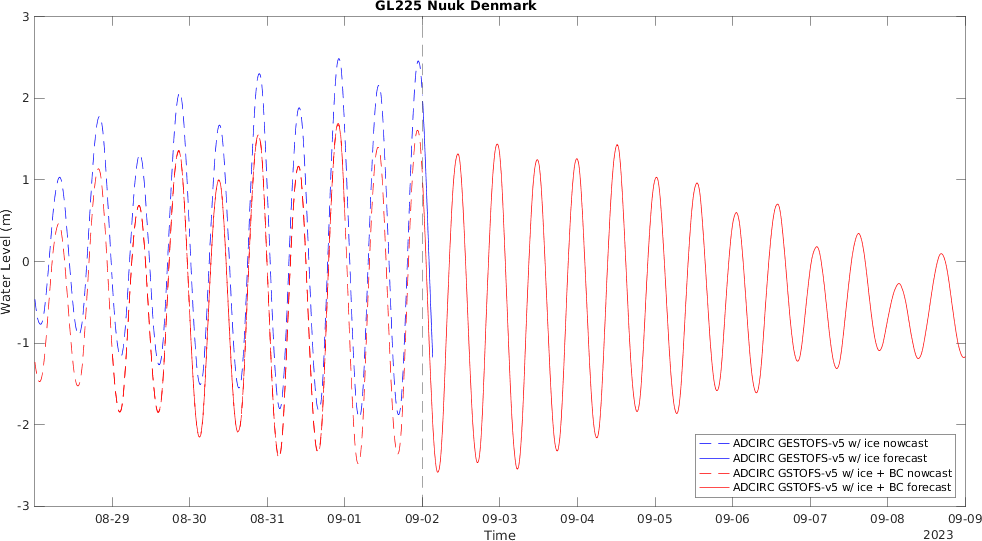 GL225 Nuuk Denmark
3
2
1
0
-1
-2
-3
Water Level (m)
ADCIRC GESTOFS-v5 w/ ice nowcast
ADCIRC GESTOFS-v5 w/ ice forecast
ADCIRC GSTOFS-v5 w/ ice + BC nowcast
ADCIRC GSTOFS-v5 w/ ice + BC forecast
08-29 08-30 08-31 09-01 09-02 09-03 09-04 09-05 09-06 09-07 09-08 09-09
Time
2023